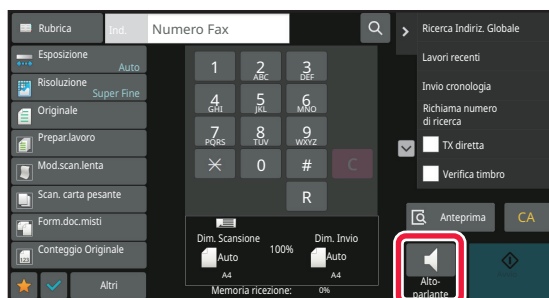 Rubrica
Ind.
Numero Fax
Ricerca Indiriz. Globale
Esposizione
Auto
Risoluzione
Super Fine
Originale
Prepar.lavoro
Mod.scan.lenta
Scan. carta pesante
Form.doc.misti
Conteggio Originale
Altri
1
2
ABC
3
DEF
4
GHI
5
JKL
6
MNO
7
PQRS
8
TUV
9
WXYZ
0
#
C
R
Dim. Scansione
100%
Dim. Invio
Auto
Auto
A4
A4
Memoria ricezione:
0%
Lavori recenti
Invio cronologia
Richiama numero
di ricerca
TX diretta
Verifica timbro
Anteprima
CA
Alto-
parlante